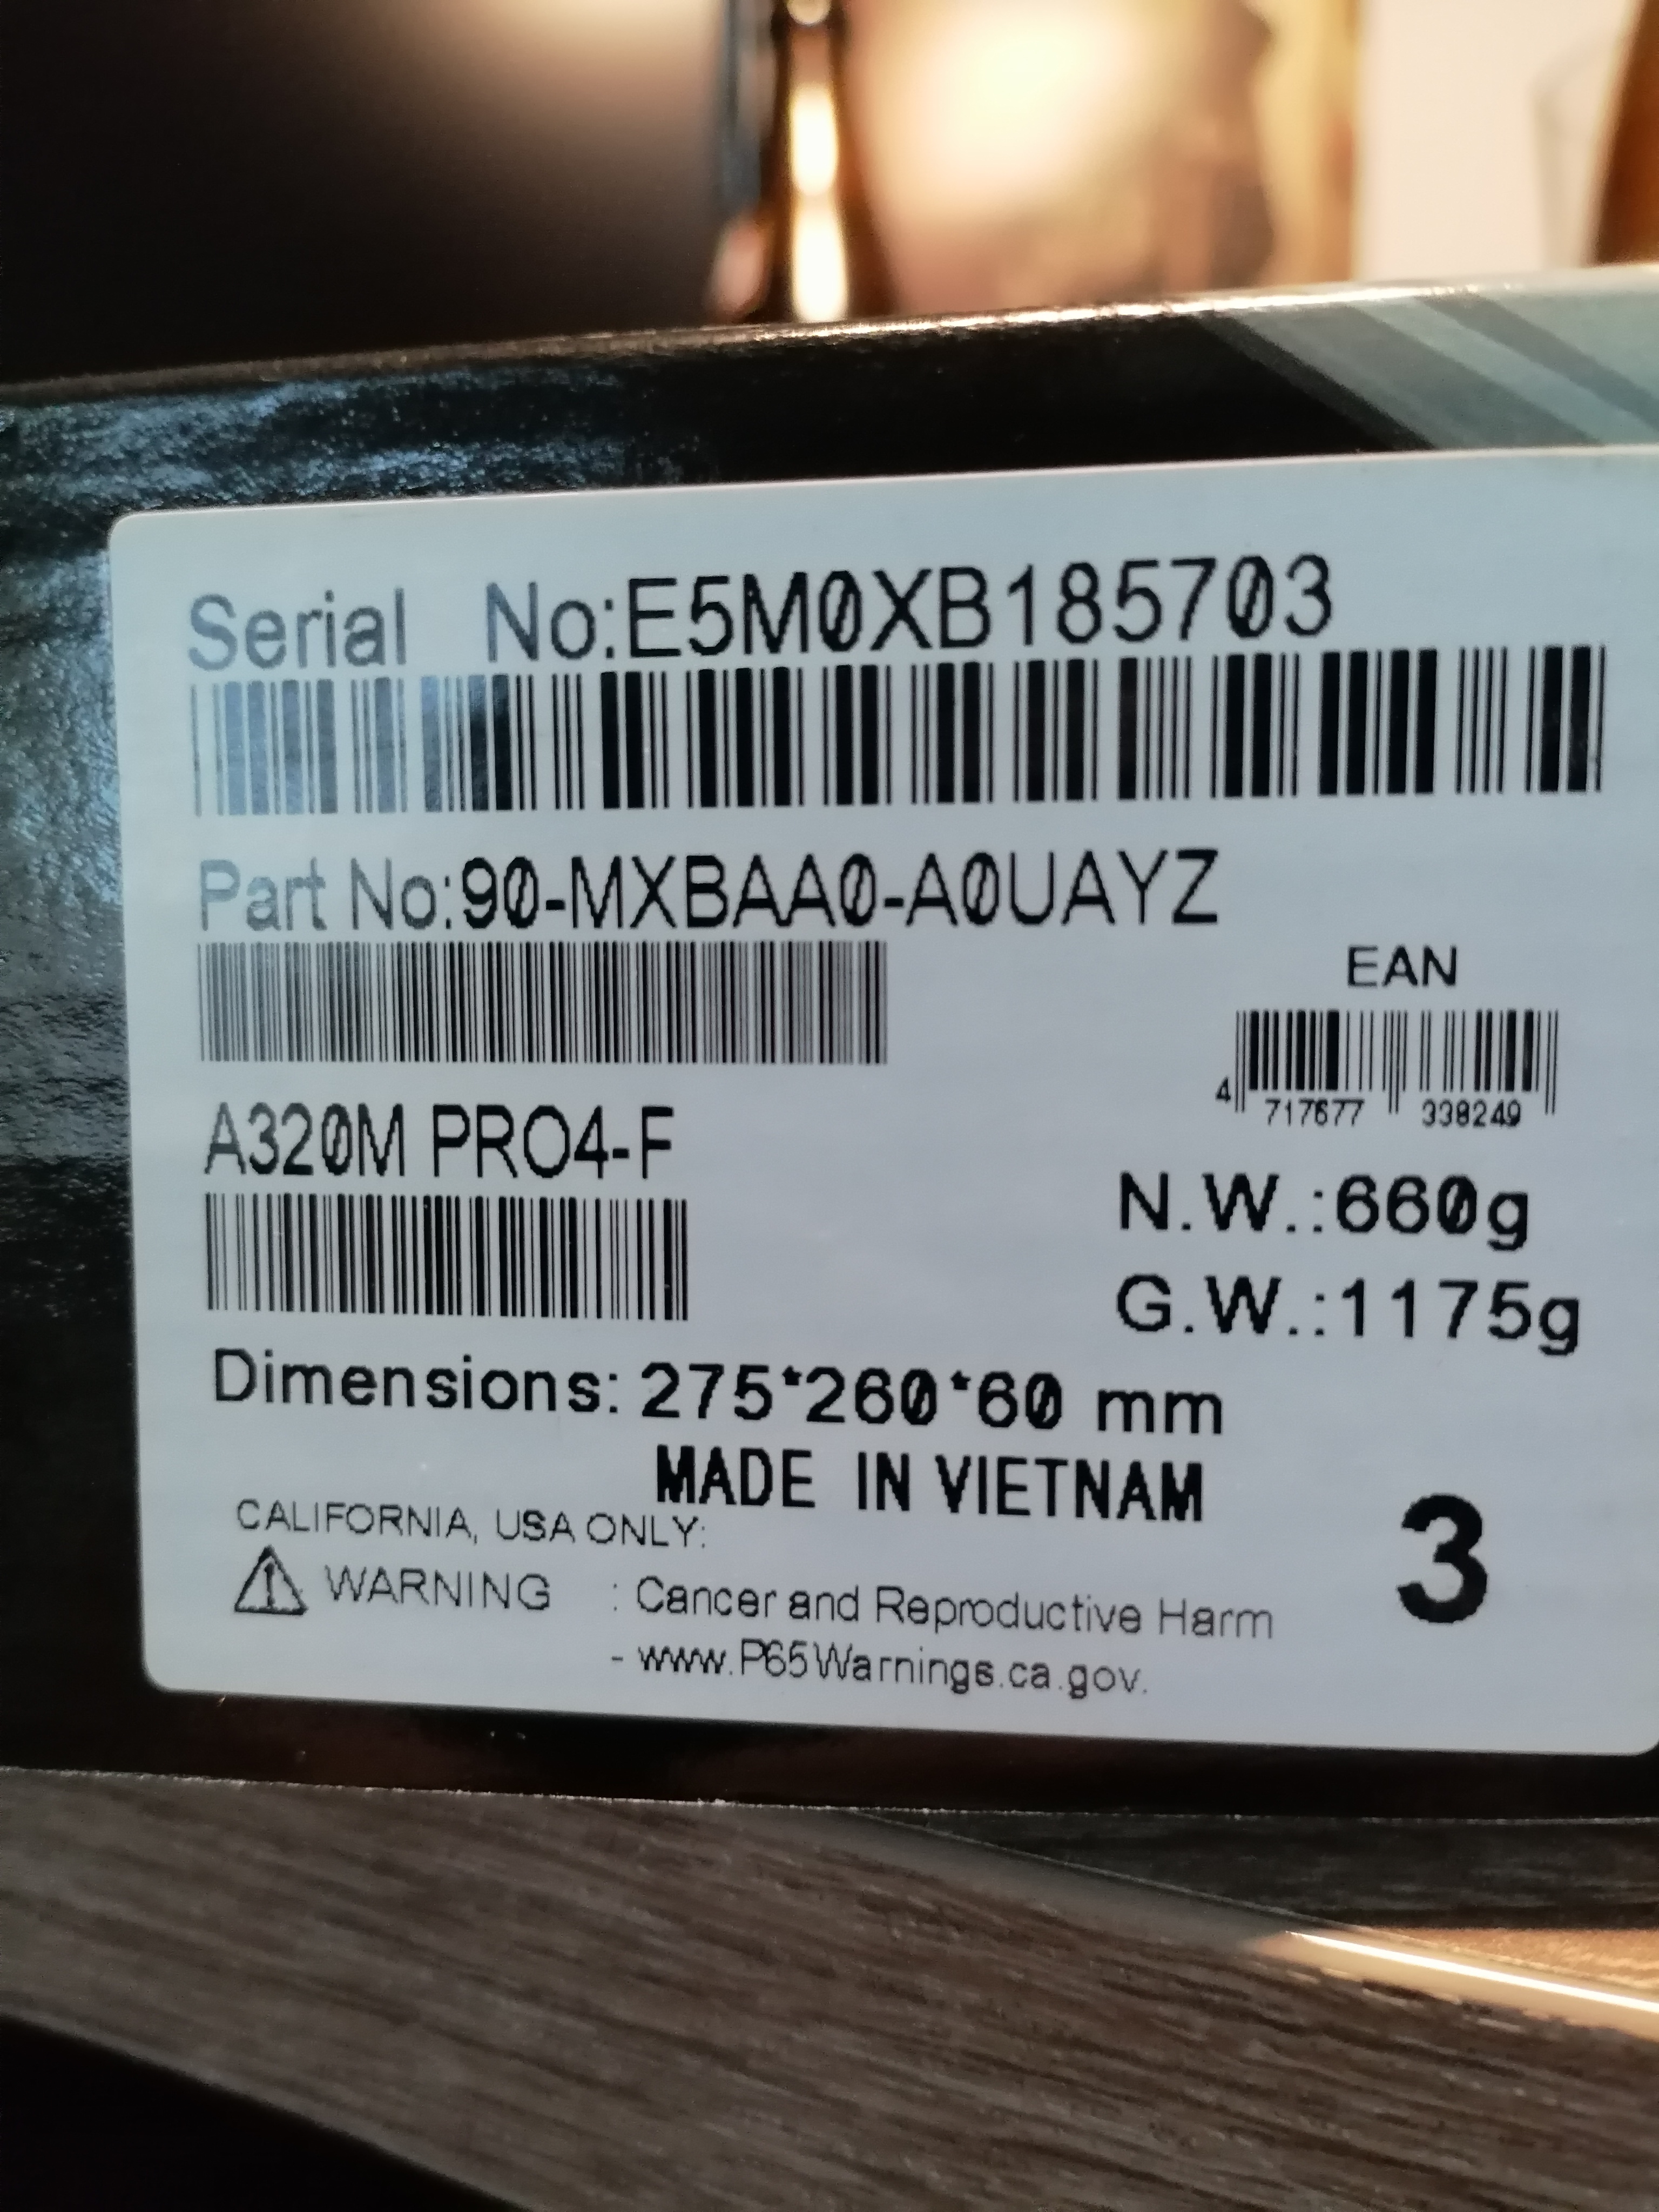 Serial No:E5M0XB185703
Part No:90-MXBAA0-A0UAYZ
EAN
4 717677 338249
A320M PRO4-F
N.W.:660g
G.W.:1175g
Dimensions: 275*260*60 mm
MADE IN VIETNAM
3
CALIFORNIA, USA ONLY:
WARNING : Cancer and Reproductive Harm
- www.P65Warnings.ca.gov.